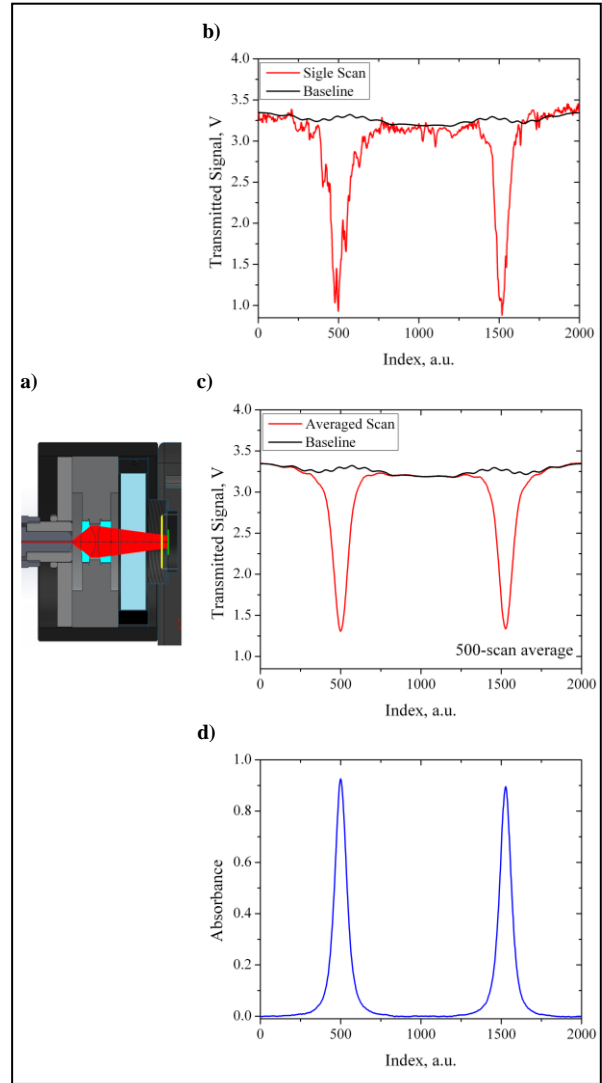 b)
4.0
3.5
3.0
2.5
2.0
1.5
1.0
Transmitted Signal, V
Sigle Scan
Baseline
0
500
1000
1500
2000
Index, a.u.
a)
c)
4.0
3.5
3.0
2.5
2.0
1.5
1.0
Transmitted Signal, V
Averaged Scan
Baseline
500-scan average
0
500
1000
1500
2000
Index, a.u.
d)
1.0
0.8
0.6
0.4
0.2
0.0
Absorbance
0
500
1000
1500
2000
Index, a.u.